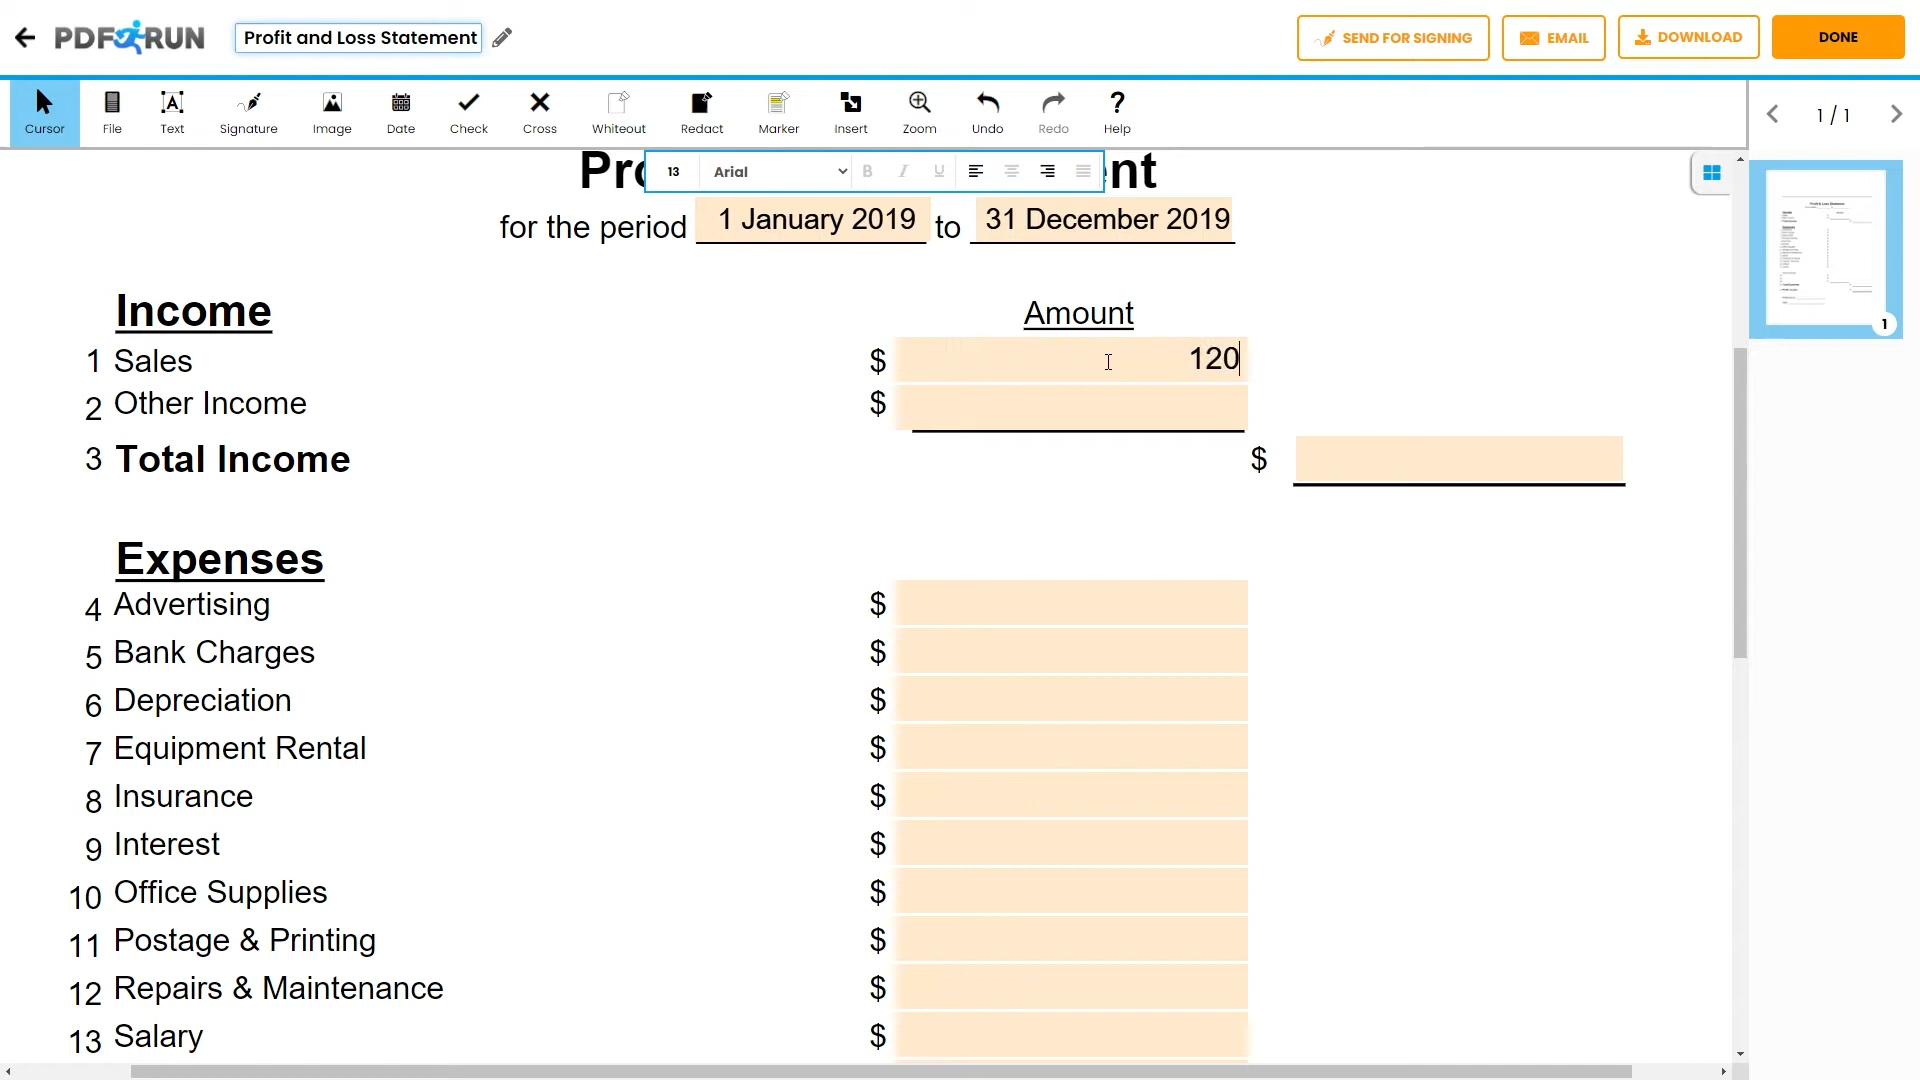 PDF RUN Profit and Loss Statement SEND FOR SIGNING EMAIL DOWNLOAD DONE
Cursor File Text Signature Image Date Check Cross Whiteout Redact Marker Insert Zoom Undo Redo Help 1 / 1
13 Arial B I U
for the period 1 January 2019 to 31 December 2019
Income Amount
1 Sales $ 120
2 Other Income $
3 Total Income $
Expenses
4 Advertising $
5 Bank Charges $
6 Depreciation $
7 Equipment Rental $
8 Insurance $
9 Interest $
10 Office Supplies $
11 Postage & Printing $
12 Repairs & Maintenance $
13 Salary $
1